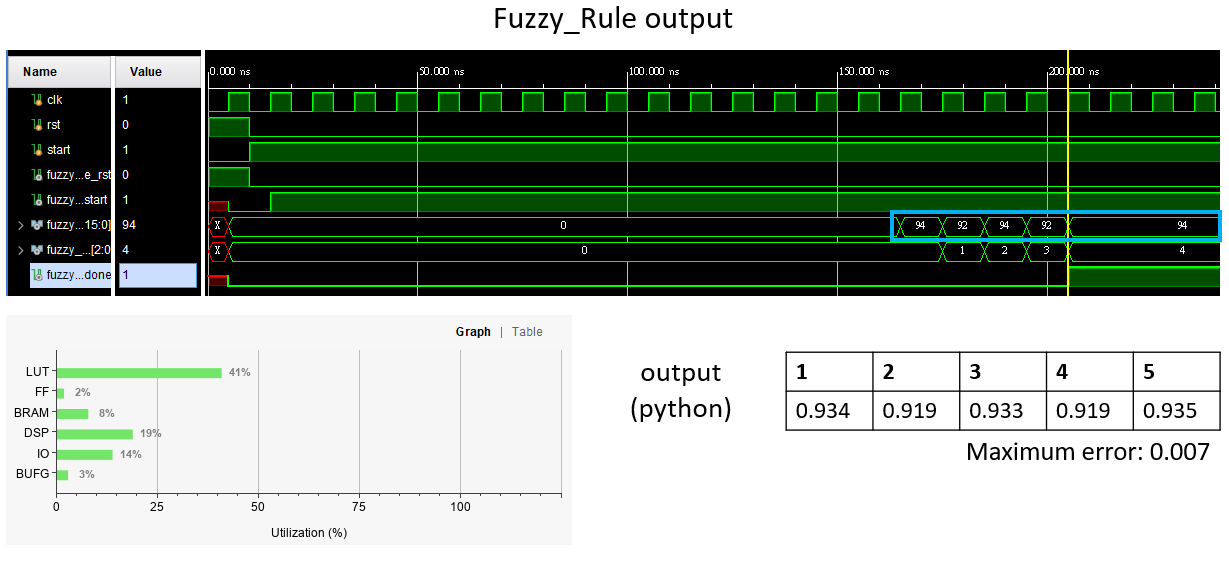 Fuzzy_Rule output
Name Value
0.000 ns 50.000 ns 100.000 ns 150.000 ns 200.000 ns
clk 1
rst 0
start 1
fuzzy...e_rst 0
fuzzy...start 1
fuzzy...15:0] 94 X 0 94 92 94 92 94
fuzzy_...[2:0 4 X 0 1 2 3 4
fuzzy...done 1
Graph | Table
LUT 41%
FF 2%
BRAM 8%
DSP 19%
IO 14%
BUFG 3%
0 25 50 75 100
Utilization (%)
output
(python)
1 2 3 4 5
0.934 0.919 0.933 0.919 0.935
Maximum error: 0.007